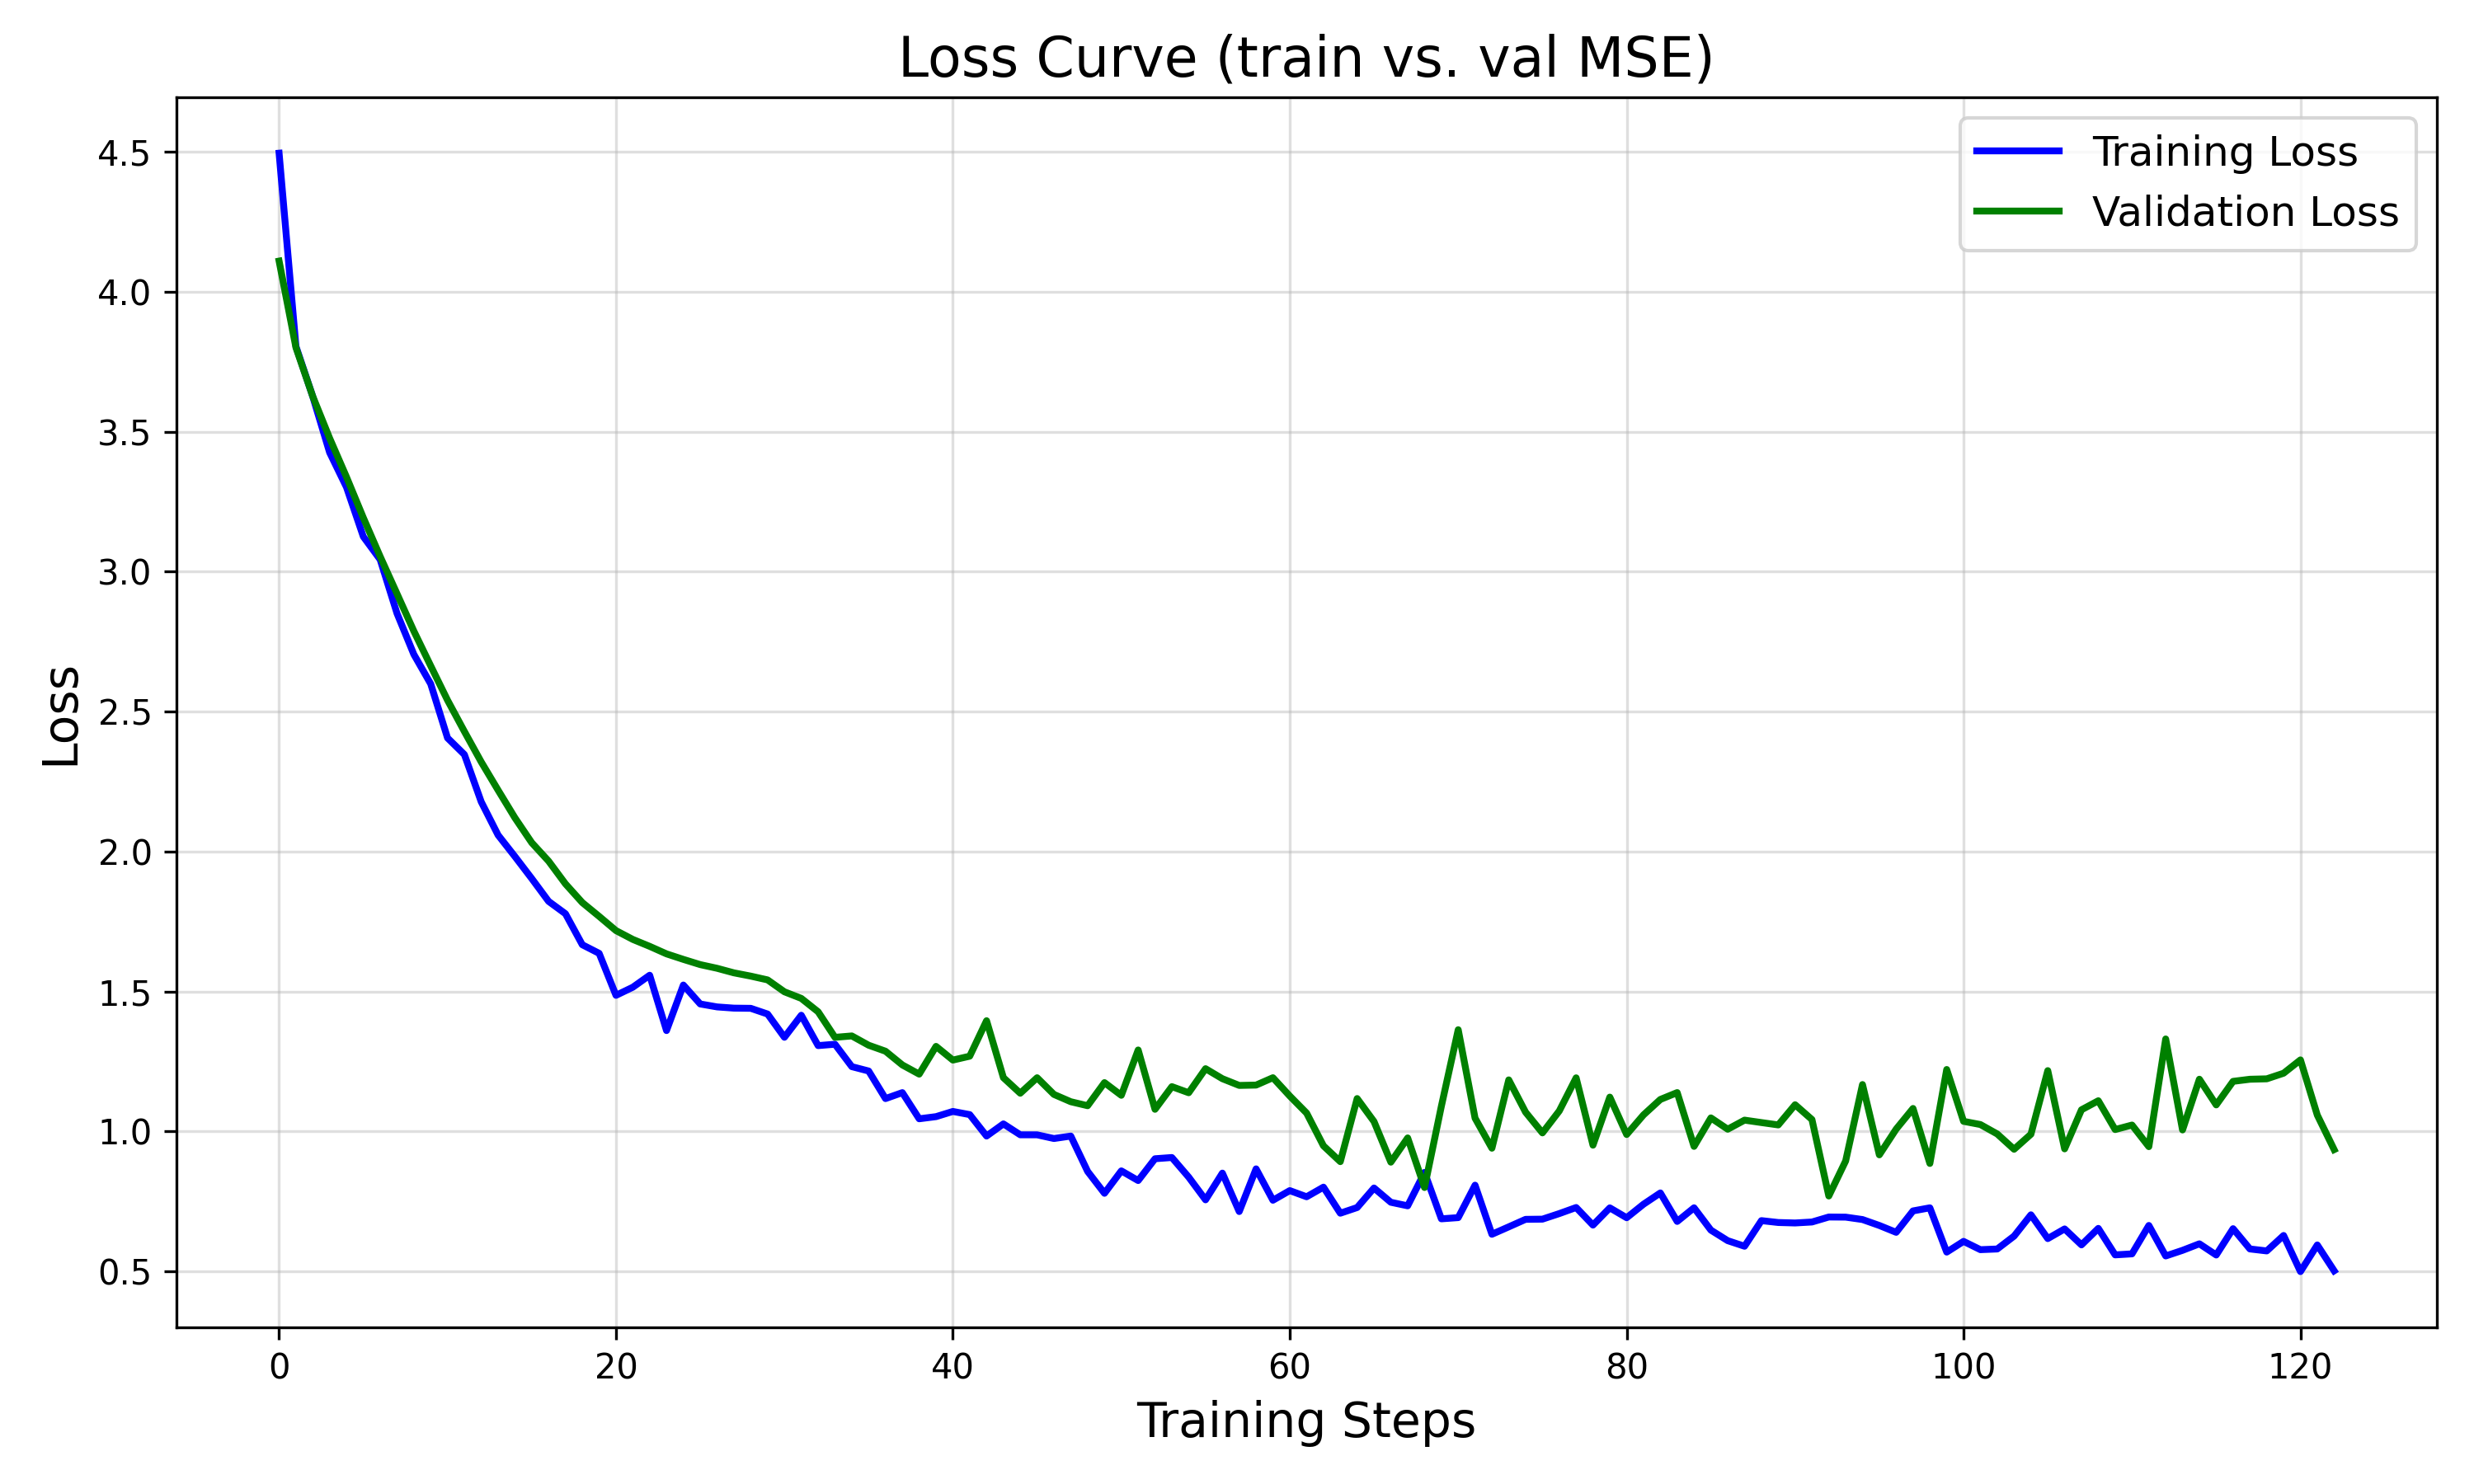 Loss Curve (train vs. val MSE)
Training Loss
Validation Loss
4.5
4.0
3.5
3.0
2.5
2.0
1.5
1.0
0.5
Loss
0 20 40 60 80 100 120
Training Steps